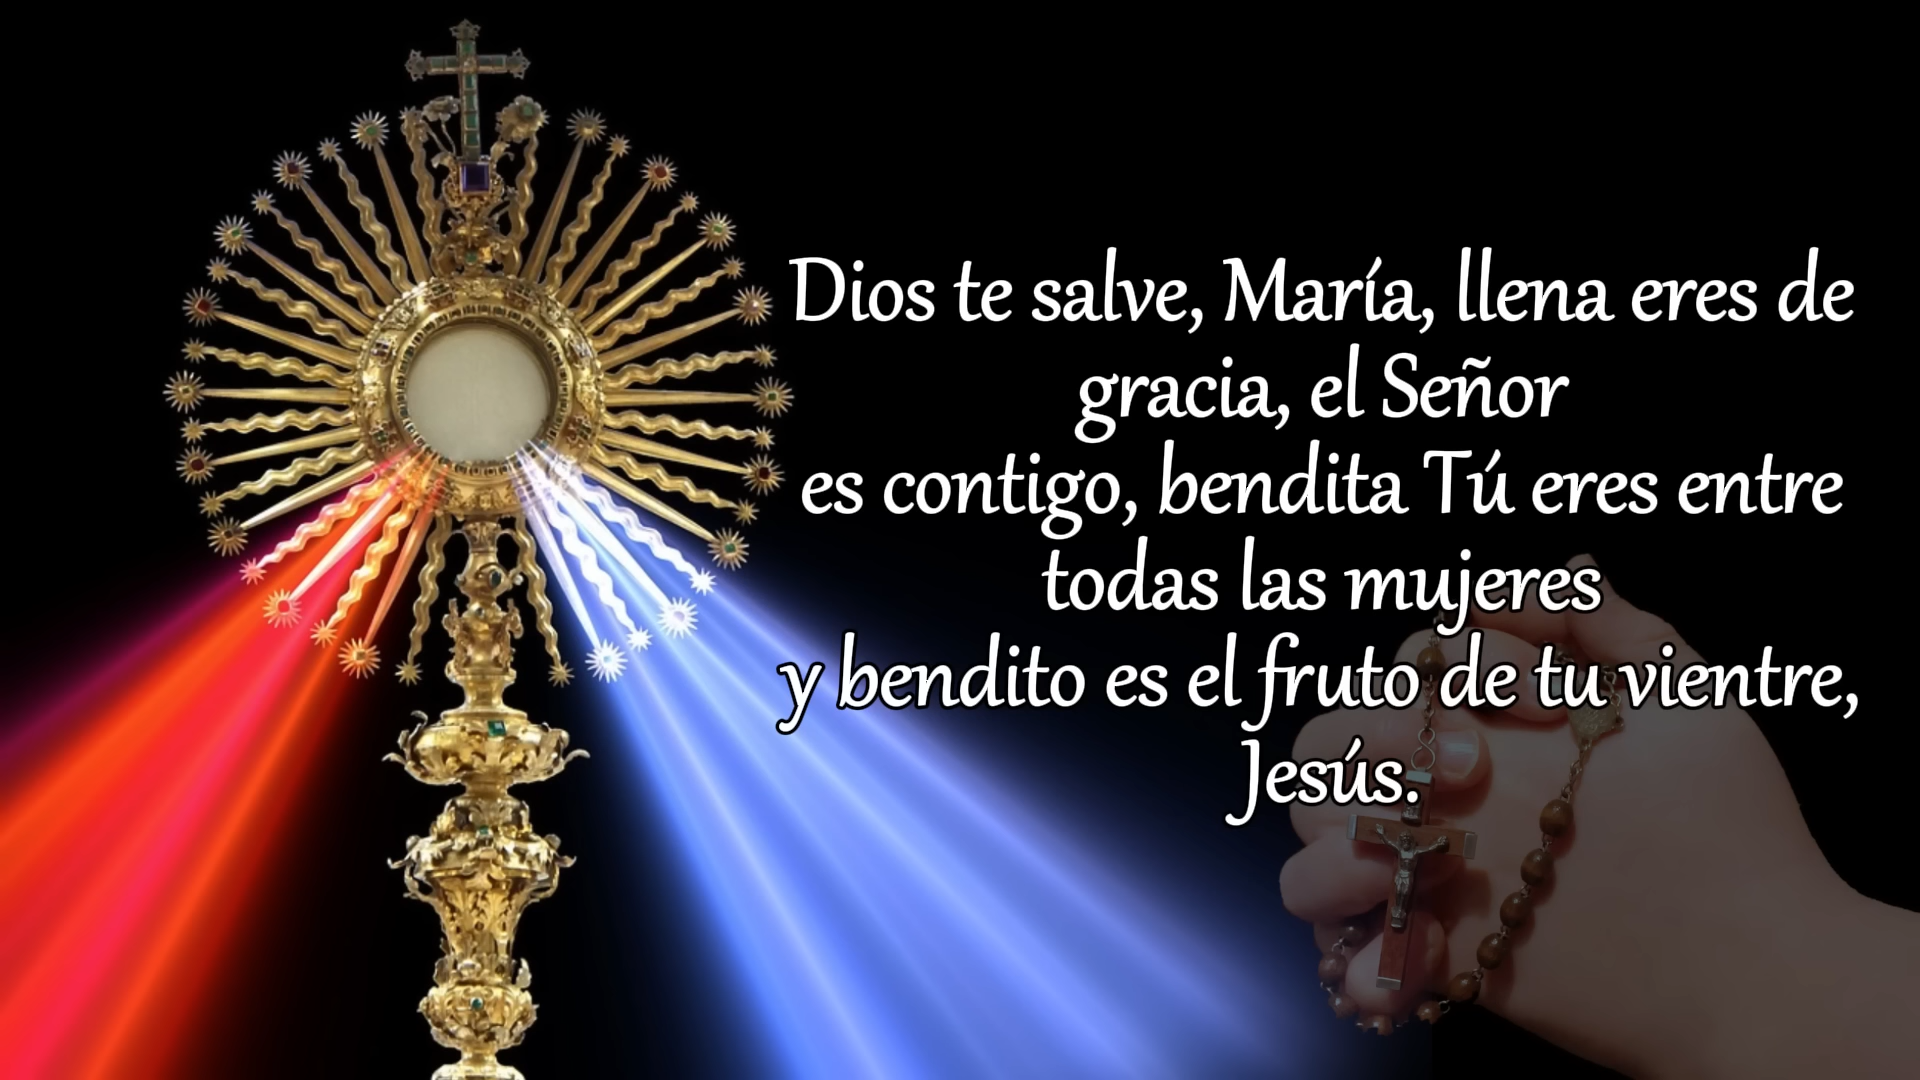 Dios te salve, María, llena eres de
gracia, el Señor
es contigo, bendita Tú eres entre
todas las mujeres
y bendito es el fruto de tu vientre,
Jesús.